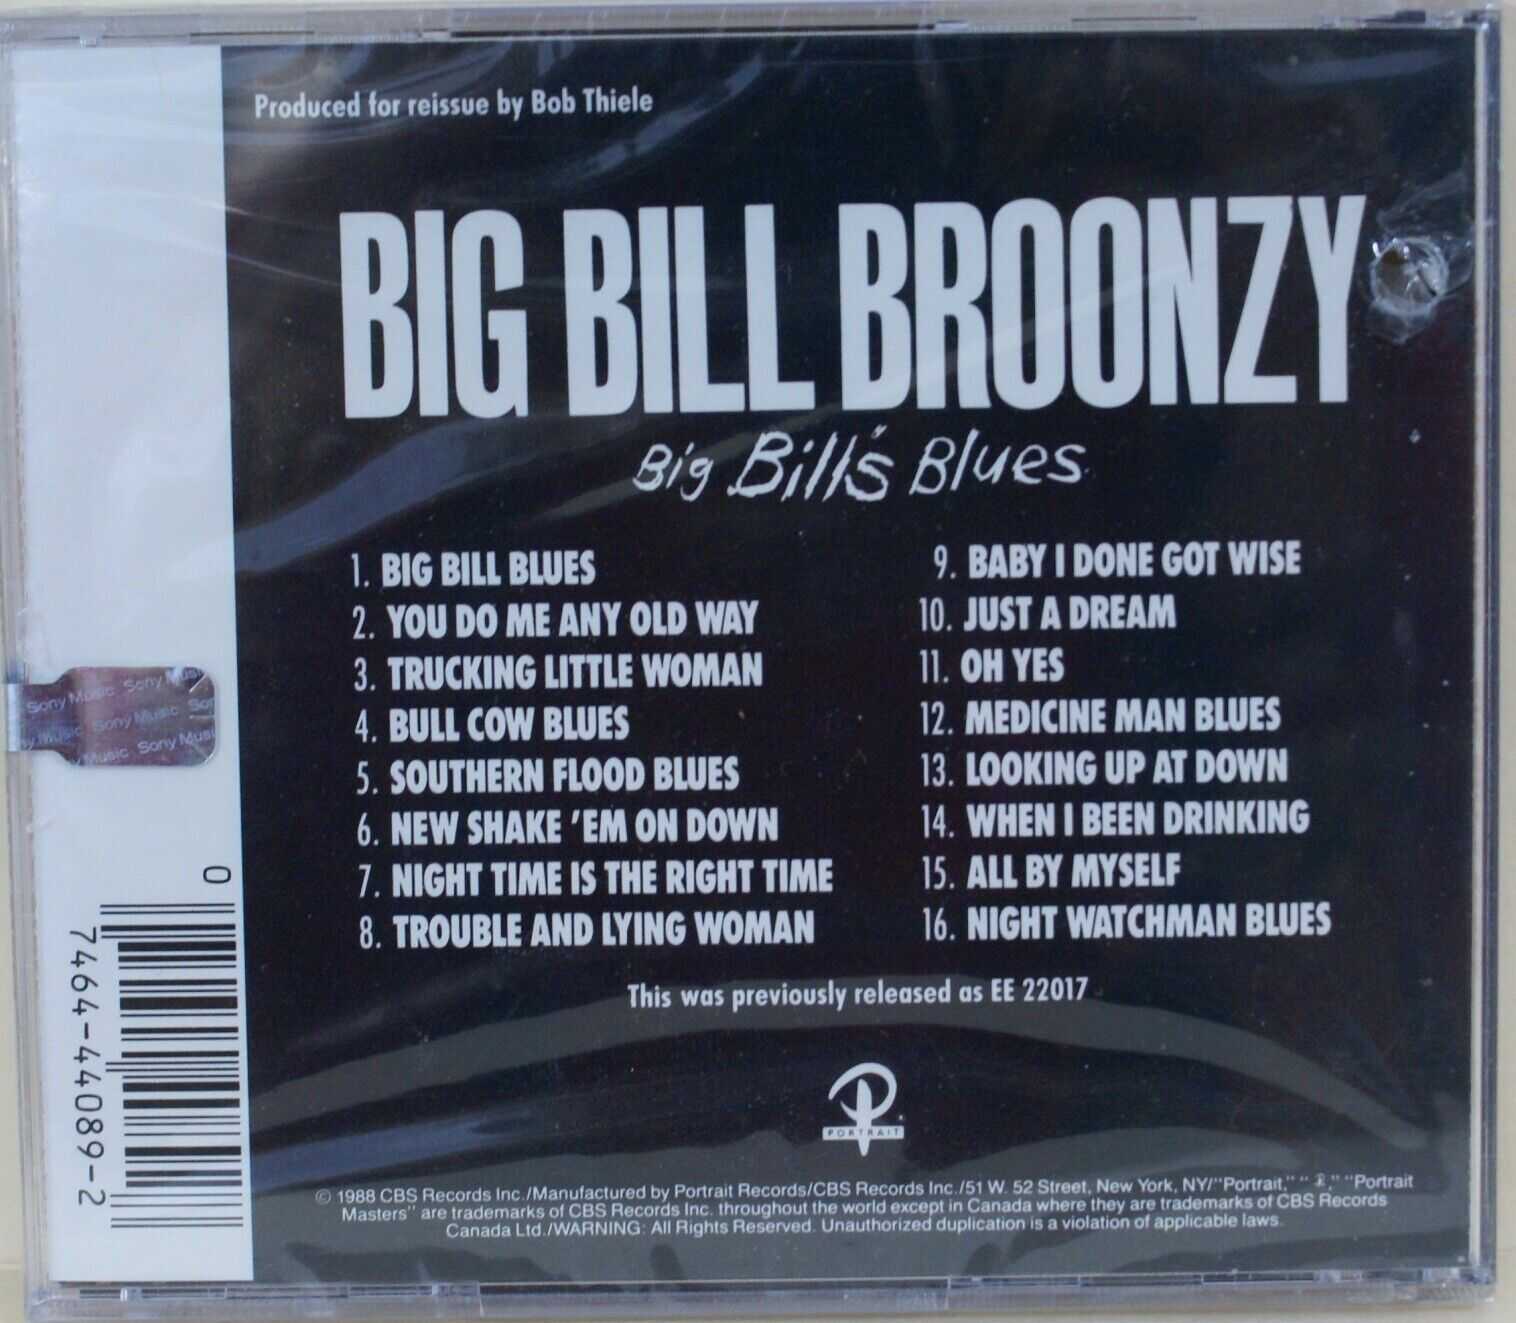 Produced for reissue by Bob Thiele
BIG BILL BROONZY
Big Bill's Blues
1. BIG BILL BLUES
2. YOU DO ME ANY OLD WAY
3. TRUCKING LITTLE WOMAN
4. BULL COW BLUES
5. SOUTHERN FLOOD BLUES
6. NEW SHAKE 'EM ON DOWN
7. NIGHT TIME IS THE RIGHT TIME
8. TROUBLE AND LYING WOMAN
9. BABY I DONE GOT WISE
10. JUST A DREAM
11. OH YES
12. MEDICINE MAN BLUES
13. LOOKING UP AT DOWN
14. WHEN I BEEN DRINKING
15. ALL BY MYSELF
16. NIGHT WATCHMAN BLUES
This was previously released as EE 22017
PORTRAIT
© 1988 CBS Records Inc./Manufactured by Portrait Records/CBS Records Inc./51 W. 52 Street, New York, NY/"Portrait," " " "Portrait
Masters" are trademarks of CBS Records Inc. throughout the world except in Canada where they are trademarks of CBS Records
Canada Ltd./WARNING: All Rights Reserved. Unauthorized duplication is a violation of applicable laws.
Sony Music Sony Music
Sony Music Sony
Music Sony Music
0
7464-44089-2